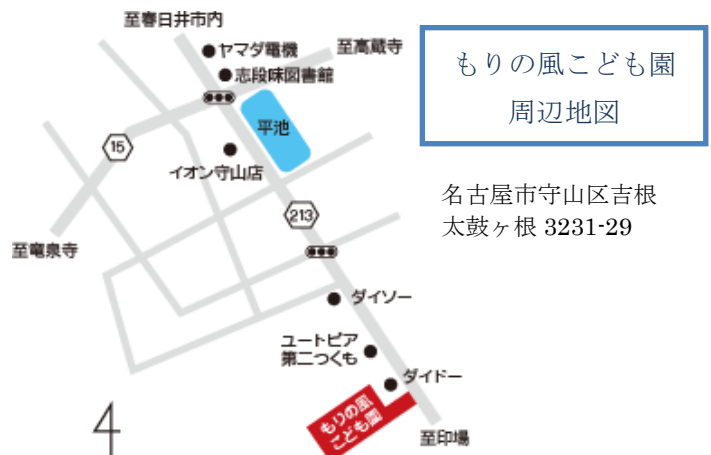 至春日井市内
ヤマダ電機
至高蔵寺
志段味図書館
平池
15
イオン守山店
213
至竜泉寺
ダイソー
ユートピア
第二つくも
ダイドー
もりの風
こども園
至印場
もりの風こども園
周辺地図
名古屋市守山区吉根
太鼓ヶ根 3231-29